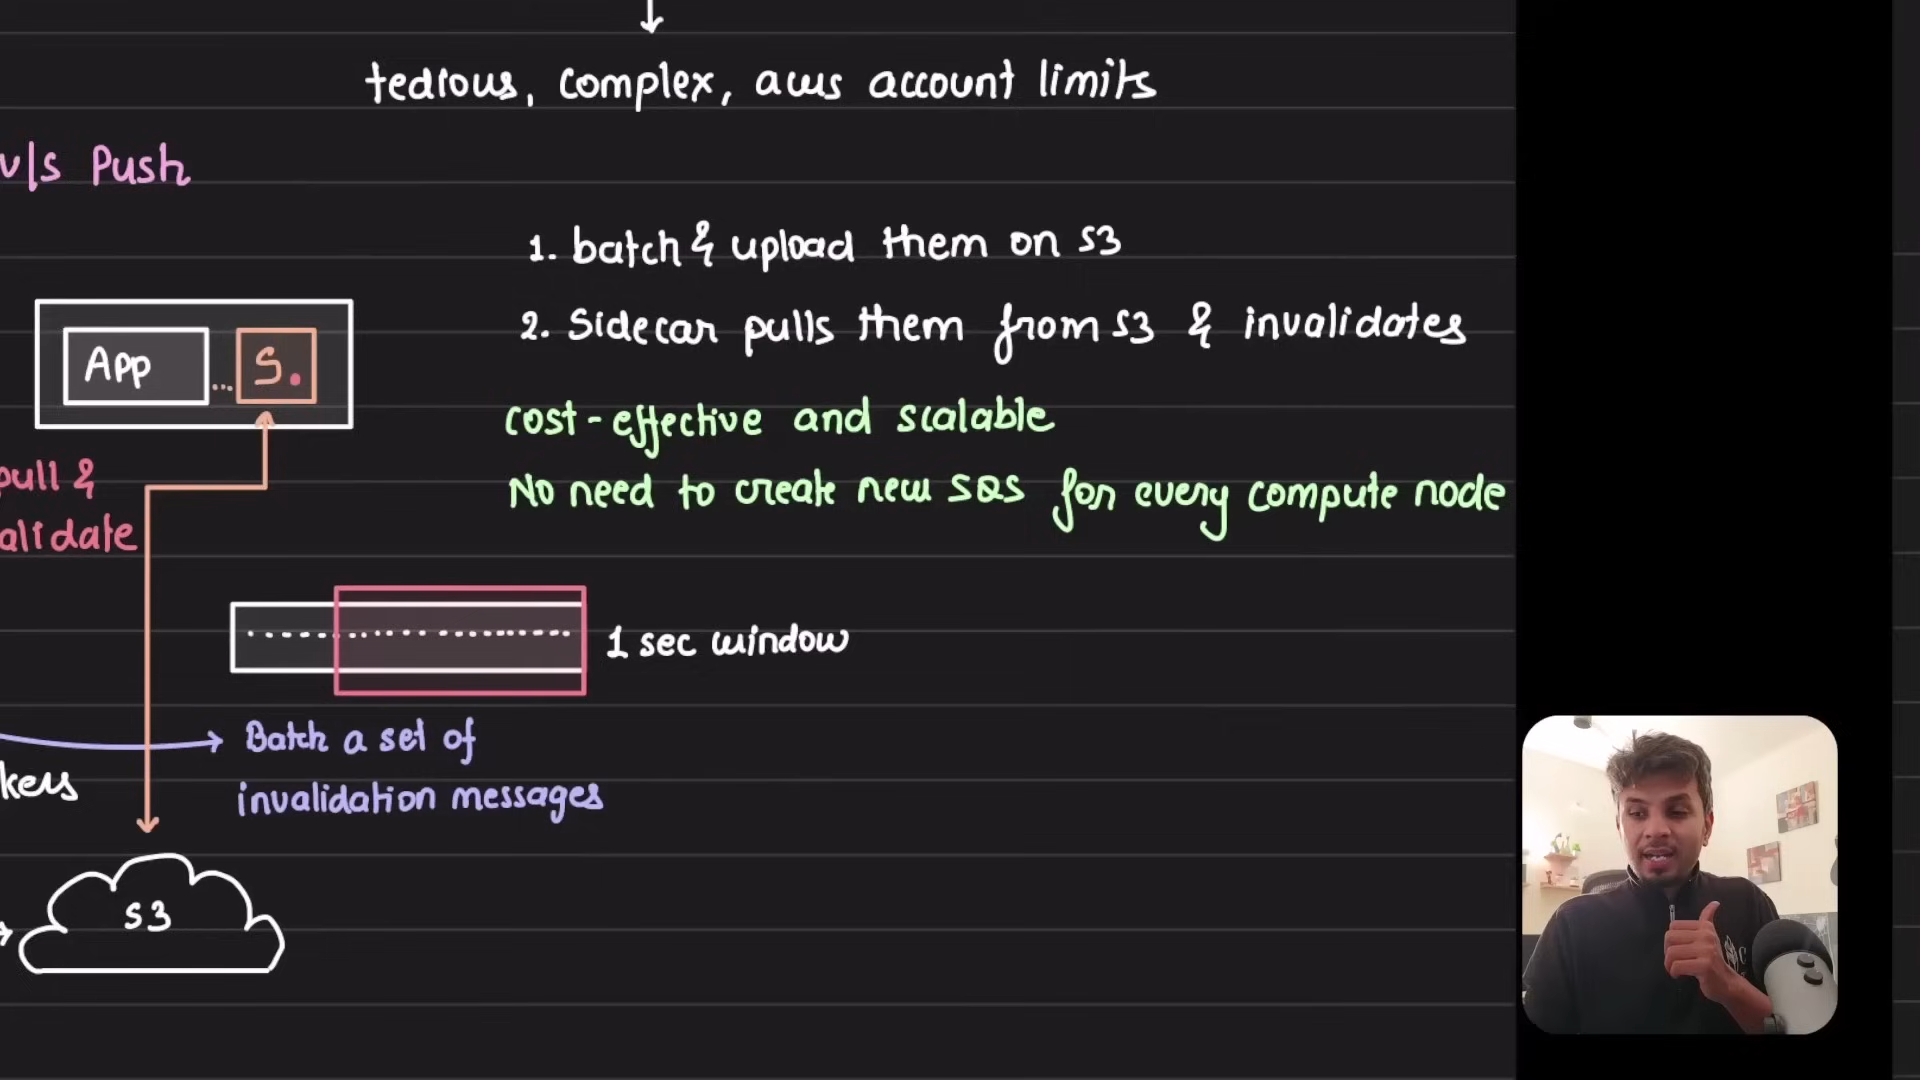 tedious, complex, aws account limits
v/s Push
1. batch & upload them on S3
2. Sidecar pulls them from S3 & invalidates
App ... S.
cost-effective and scalable
No need to create new SQS for every compute node
pull &
alidate
1 sec window
Batch a set of
invalidation messages
kers
S3